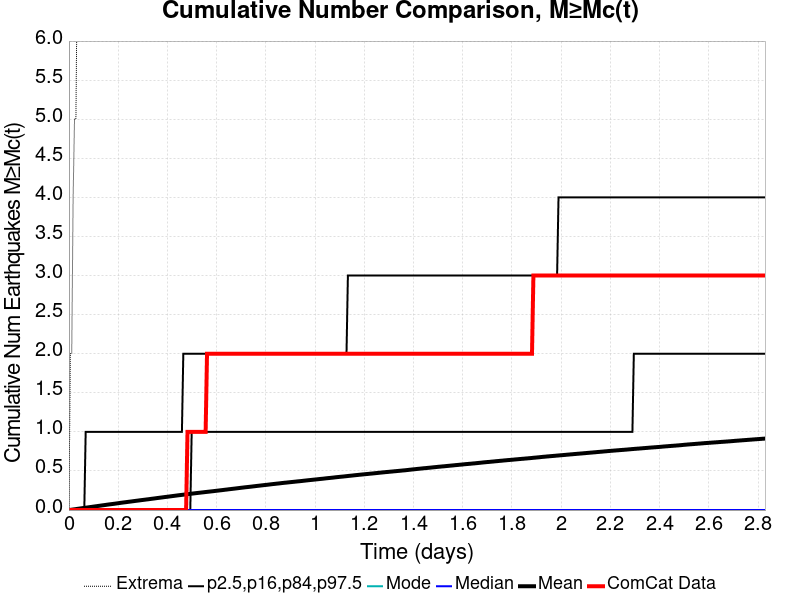 Cumulative Number Comparison, M≥Mc(t)
Cumulative Num Earthquakes M≥Mc(t)
6.0
5.5
5.0
4.5
4.0
3.5
3.0
2.5
2.0
1.5
1.0
0.5
0.0
0 0.2 0.4 0.6 0.8 1 1.2 1.4 1.6 1.8 2 2.2 2.4 2.6 2.8
Time (days)
Extrema p2.5,p16,p84,p97.5 Mode Median Mean ComCat Data